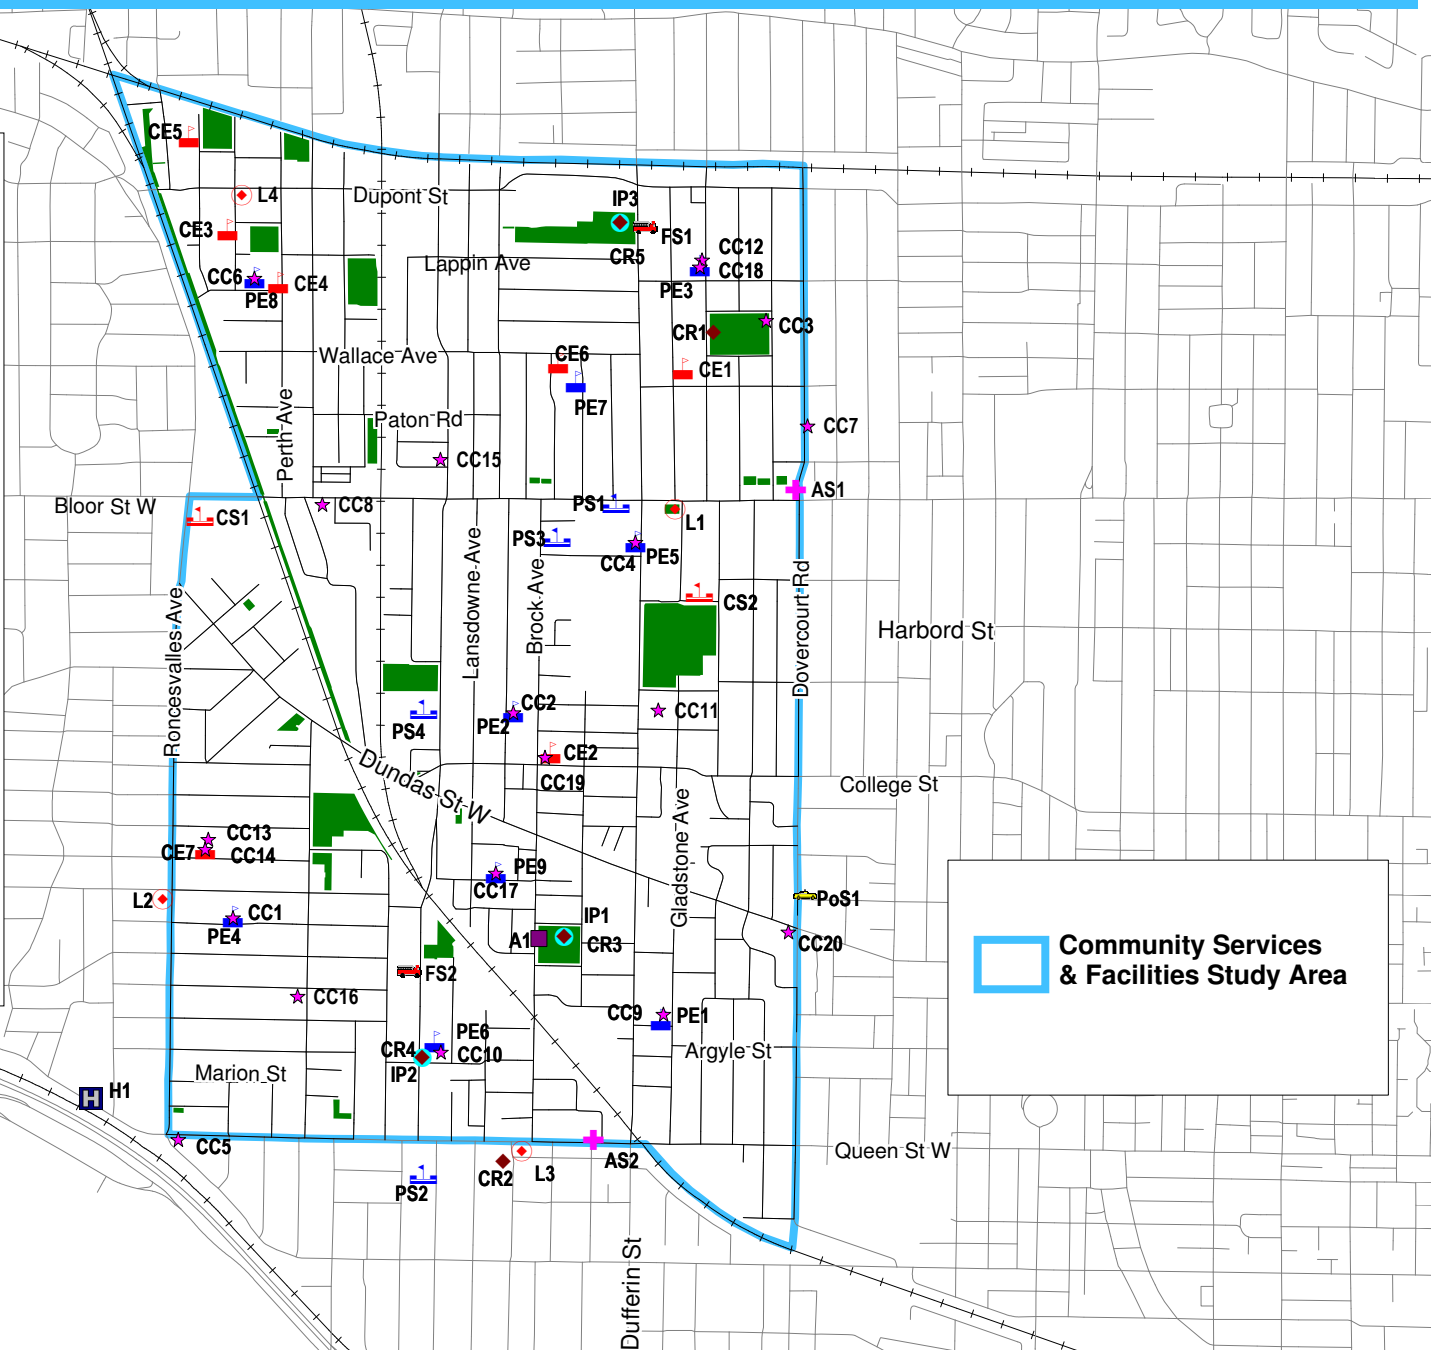 CE5
L4
Dupont St
IP3
CE3
FS1
CR5
CC12
CC18
Lappin Ave
CC6
CE4
PE8
PE3
CR1
CC3
Wallace Ave
CE6
CE1
PE7
Perth Ave
Paton Rd
CC7
CC15
AS1
Bloor St W
CC8
PS1
CS1
L1
PS3
PE5
CC4
Lansdowne Ave
Brock Ave
CS2
Dovercourt Rd
Harbord St
Roncesvalles Ave
CC2
PE2
CC11
PS4
CE2
CC19
Dundas St W
College St
Gladstone Ave
CC13
CE7
CC14
PE9
CC17
L2
PoS1
CC1
PE4
IP1
A1
CR3
CC20
Community Services
& Facilities Study Area
FS2
CC16
CC9
PE1
PE6
CR4
CC10
IP2
Argyle St
Marion St
H1
CC5
Queen St W
AS2
CR2
L3
PS2
Dufferin St